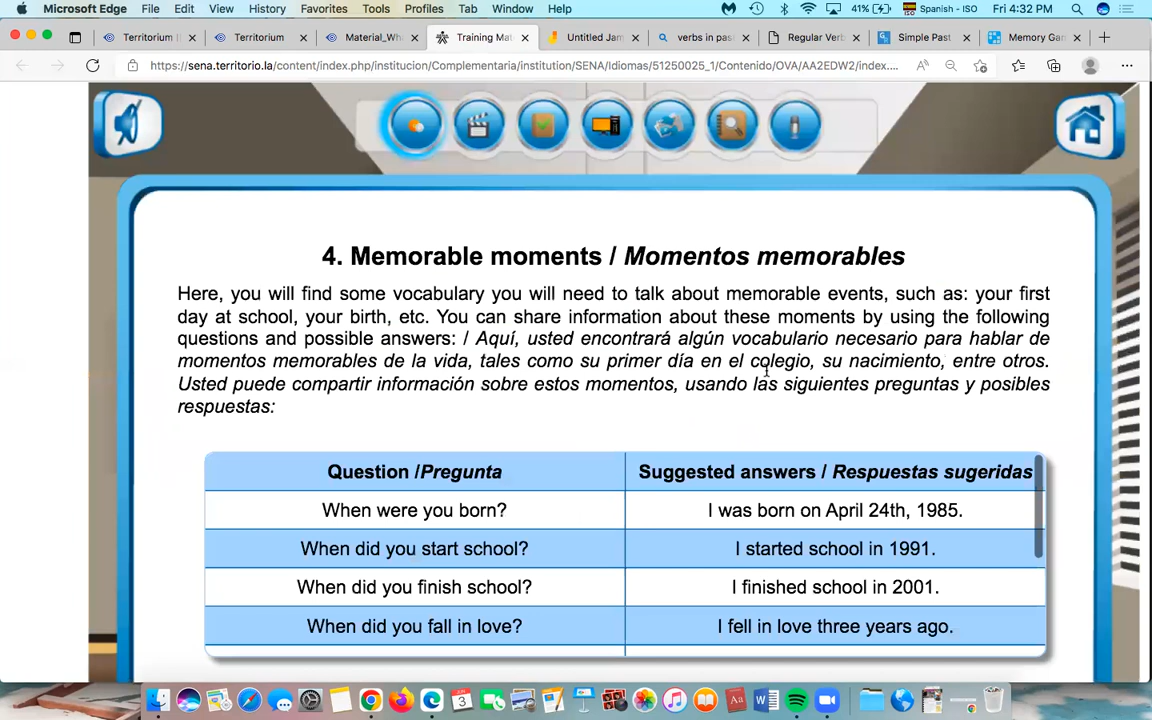 Microsoft Edge File Edit View History Favorites Tools Profiles Tab Window Help 41% Spanish - ISO Fri 4:32 PM
Territorium Territorium Material_Wha Training Mat Untitled Jam verbs in pas Regular Verb Simple Past Memory Gam
https://sena.territorio.la/content/index.php/institucion/Complementaria/institution/SENA/Idiomas/51250025_1/Contenido/OVA/AA2EDW2/index....
4. Memorable moments / Momentos memorables
Here, you will find some vocabulary you will need to talk about memorable events, such as: your first
day at school, your birth, etc. You can share information about these moments by using the following
questions and possible answers: / Aquí, usted encontrará algún vocabulario necesario para hablar de
momentos memorables de la vida, tales como su primer día en el colegio, su nacimiento, entre otros.
Usted puede compartir información sobre estos momentos, usando las siguientes preguntas y posibles
respuestas:
Question /Pregunta Suggested answers / Respuestas sugeridas
When were you born? I was born on April 24th, 1985.
When did you start school? I started school in 1991.
When did you finish school? I finished school in 2001.
When did you fall in love? I fell in love three years ago.